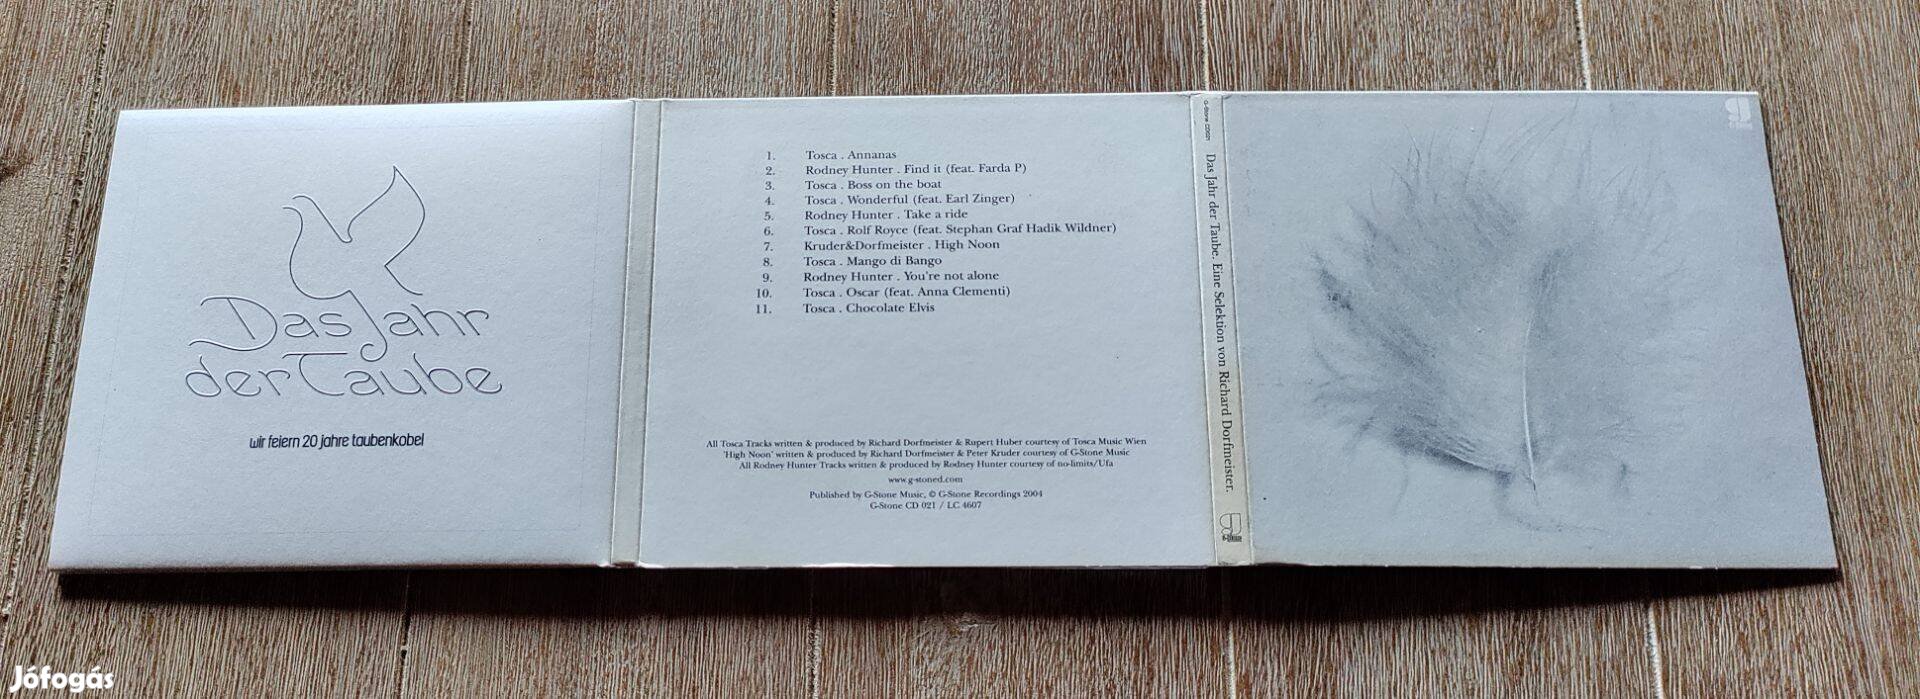 Das Jahr
der Taube
wir feiern 20 jahre taubenkobel
1. Tosca . Annanas
2. Rodney Hunter . Find it (feat. Farda P)
3. Tosca . Boss on the boat
4. Tosca . Wonderful (feat. Earl Zinger)
5. Rodney Hunter . Take a ride
6. Tosca . Rolf Royce (feat. Stephan Graf Hadik Wildner)
7. Kruder&Dorfmeister . High Noon
8. Tosca . Mango di Bango
9. Rodney Hunter . You're not alone
10. Tosca . Oscar (feat. Anna Clementi)
11. Tosca . Chocolate Elvis
All Tosca Tracks written & produced by Richard Dorfmeister & Rupert Huber courtesy of Tosca Music Wien
'High Noon' written & produced by Richard Dorfmeister & Peter Kruder courtesy of G-Stone Music
All Rodney Hunter Tracks written & produced by Rodney Hunter courtesy of no-limits/Ufa
www.g-stoned.com
Published by G-Stone Music, © G-Stone Recordings 2004
G-Stone CD 021 / LC 4607
G-Stone CD021
Das Jahr der Taube. Eine Selektion von Richard Dorfmeister.
Jófogás